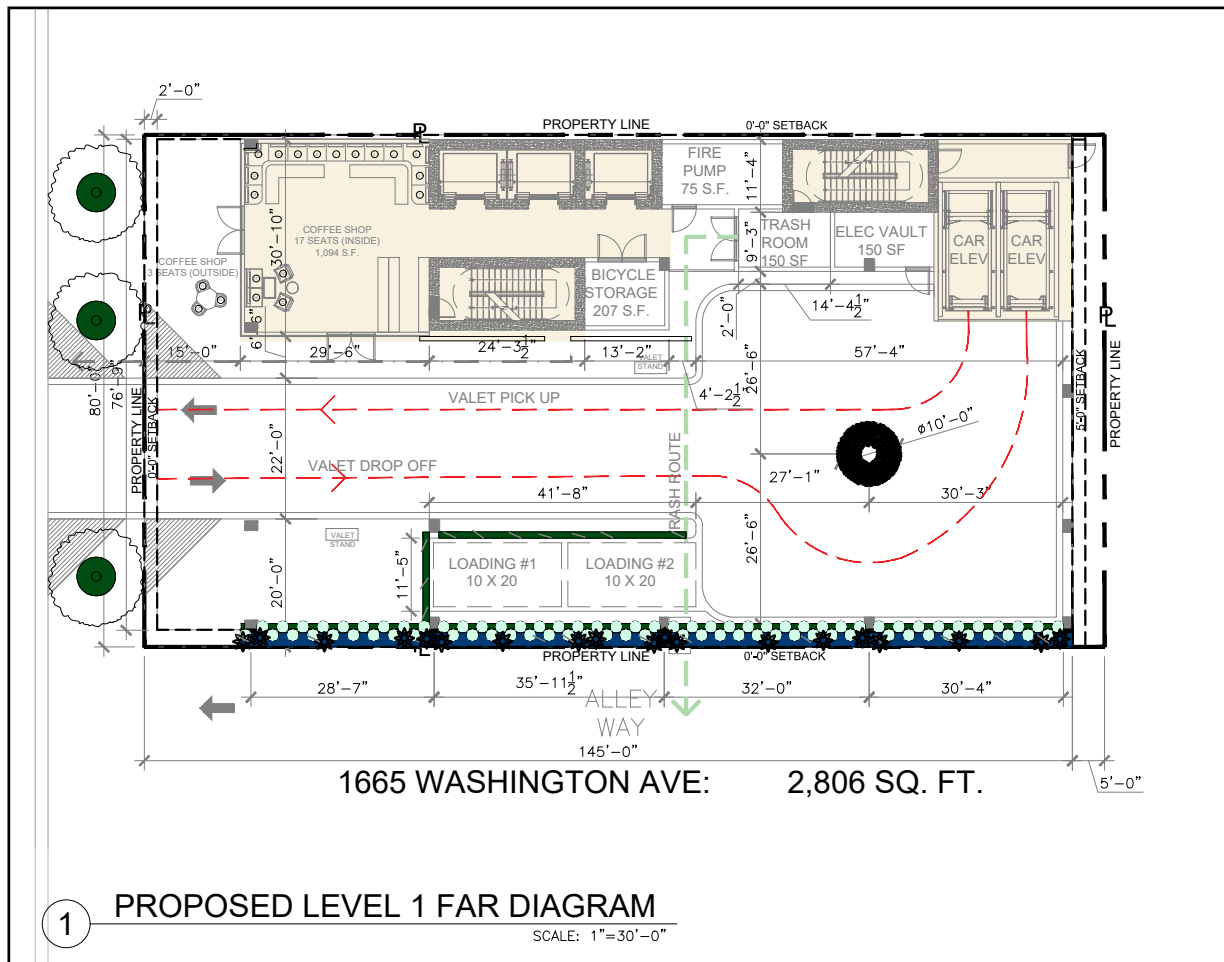 2'-0"
PROPERTY LINE
0'-0" SETBACK
PL
FIRE
PUMP
75 S.F.
11'-4"
COFFEE SHOP
17 SEATS (INSIDE)
1,094 S.F.
30'-10"
COFFEE SHOP
3 SEATS (OUTSIDE)
TRASH
ROOM
150 SF
9'-3"
ELEC VAULT
150 SF
CAR
ELEV
CAR
ELEV
BICYCLE
STORAGE
207 S.F.
2'-0"
14'-4 1/2"
6'-6"
PL
PL
15'-0"
29'-6"
24'-3 1/2"
13'-2"
57'-4"
VALET
STAND
80'-0"
76'-9"
26'-6"
4'-2 1/2"
VALET PICK UP
PROPERTY LINE
0'-0" SETBACK
5'-0" SETBACK
PROPERTY LINE
ø10'-0"
22'-0"
VALET DROP OFF
27'-1"
TRASH ROUTE
41'-8"
30'-3"
VALET
STAND
26'-6"
LOADING #1
10 X 20
LOADING #2
10 X 20
11'-5"
20'-0"
PROPERTY LINE
0'-0" SETBACK
28'-7"
35'-11 1/2"
32'-0"
30'-4"
ALLEY
WAY
145'-0"
5'-0"
1665 WASHINGTON AVE: 2,806 SQ. FT.
1
PROPOSED LEVEL 1 FAR DIAGRAM
SCALE: 1"=30'-0"